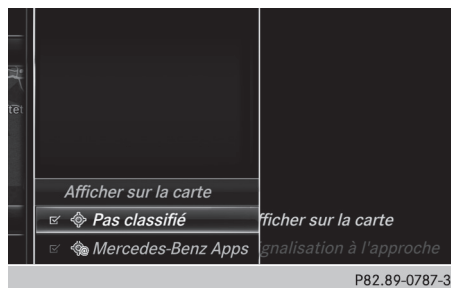 tet
Afficher sur la carte
Pas classifié
fficher sur la carte
Mercedes-Benz Apps
gnalisation à l'approche
P82.89-0787-3